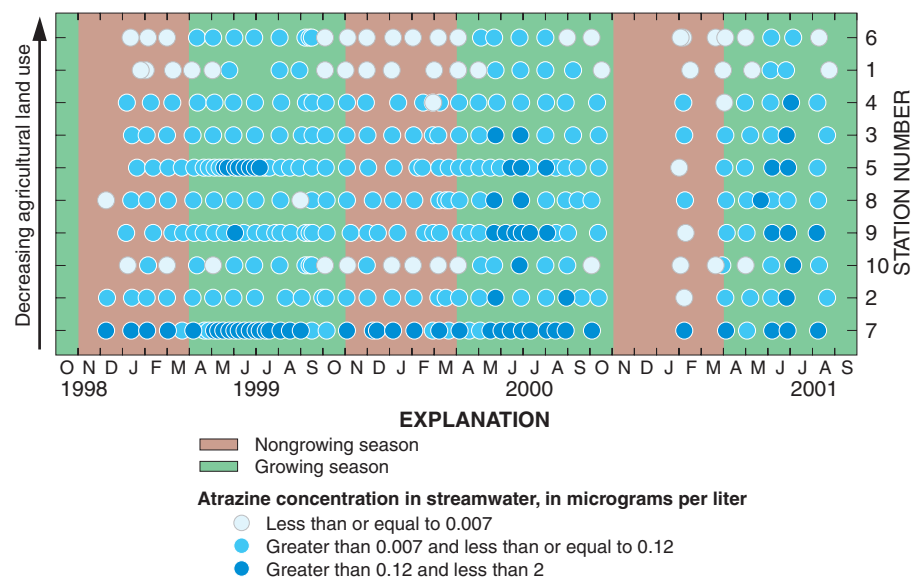 Decreasing agricultural land use
6
1
4
3
5
8
9
10
2
7
STATION NUMBER
O N D J F M A M J J A S O N D J F M A M J J A S O N D J F M A M J J A S
1998 1999 2000 2001
EXPLANATION
Nongrowing season
Growing season
Atrazine concentration in streamwater, in micrograms per liter
Less than or equal to 0.007
Greater than 0.007 and less than or equal to 0.12
Greater than 0.12 and less than 2